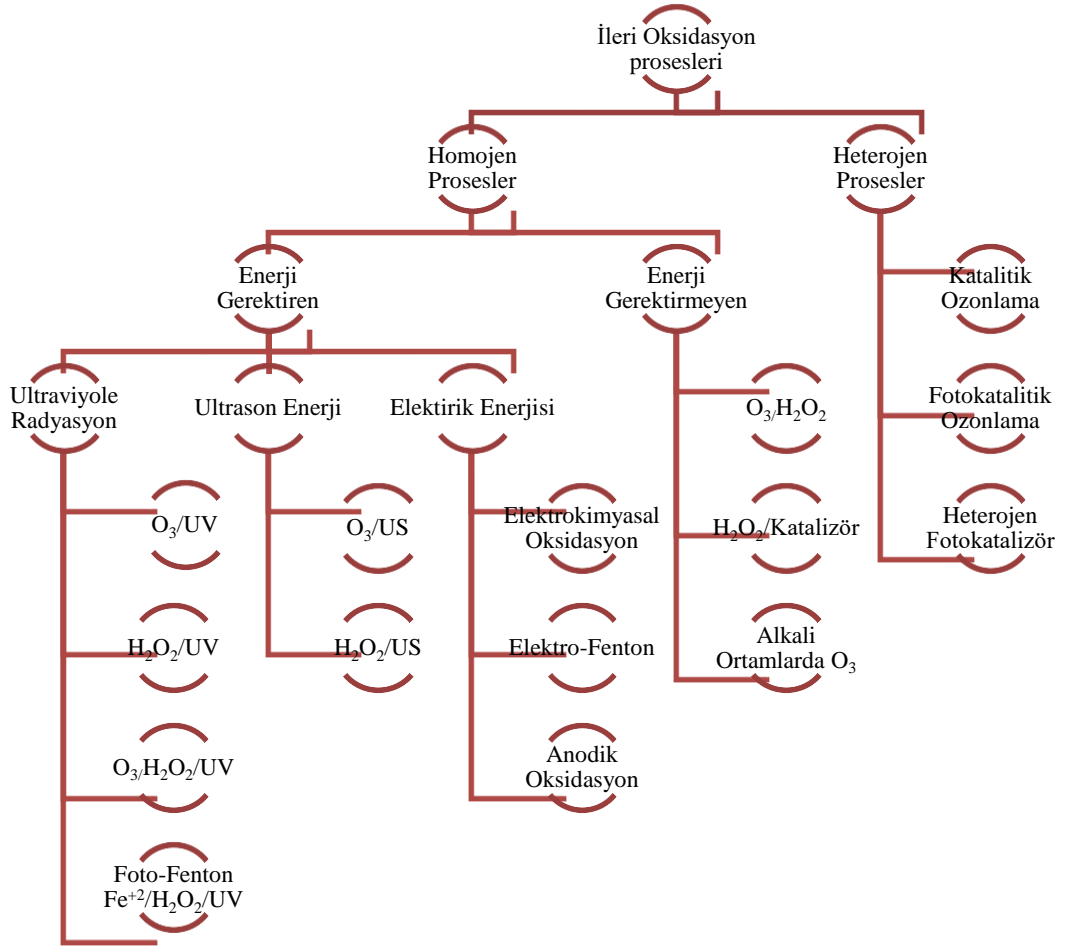 İleri Oksidasyon
prosesleri
Homojen
Prosesler
Heterojen
Prosesler
Enerji
Gerektiren
Enerji
Gerektirmeyen
Katalitik
Ozonlama
Fotokatalitik
Ozonlama
Heterojen
Fotokatalizör
Ultraviyole
Radyasyon
Ultrason Enerji
Elektirik Enerjisi
O₃/H₂O₂
H₂O₂/Katalizör
Alkali
Ortamlarda O₃
O₃/UV
H₂O₂/UV
O₃/H₂O₂/UV
Foto-Fenton
Fe⁺²/H₂O₂/UV
O₃/US
H₂O₂/US
Elektrokimyasal
Oksidasyon
Elektro-Fenton
Anodik
Oksidasyon